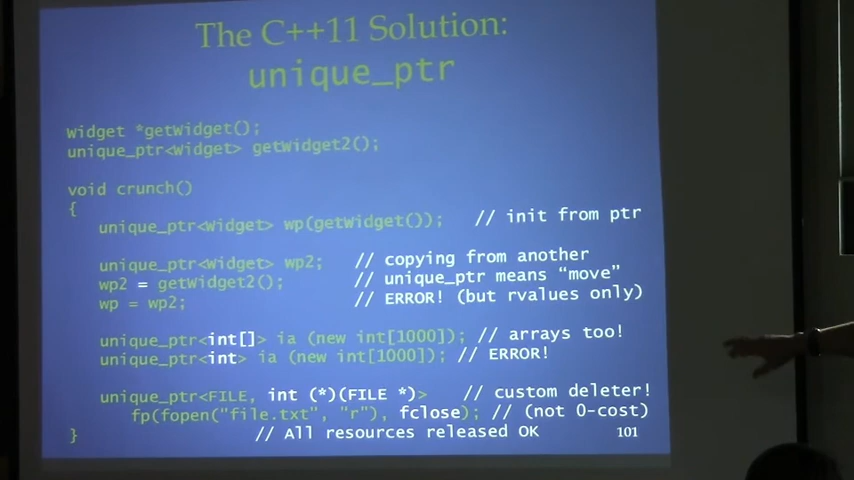 The C++11 Solution:
unique_ptr
Widget *getWidget();
unique_ptr<Widget> getWidget2();
void crunch()
{
unique_ptr<Widget> wp(getWidget()); // init from ptr
unique_ptr<Widget> wp2; // copying from another
wp2 = getWidget2(); // unique_ptr means “move”
wp = wp2; // ERROR! (but rvalues only)
unique_ptr<int[]> ia (new int[1000]); // arrays too!
unique_ptr<int> ia (new int[1000]); // ERROR!
unique_ptr<FILE, int (*)(FILE *)> // custom deleter!
fp(fopen("file.txt", "r"), fclose); // (not 0-cost)
} // All resources released OK
101